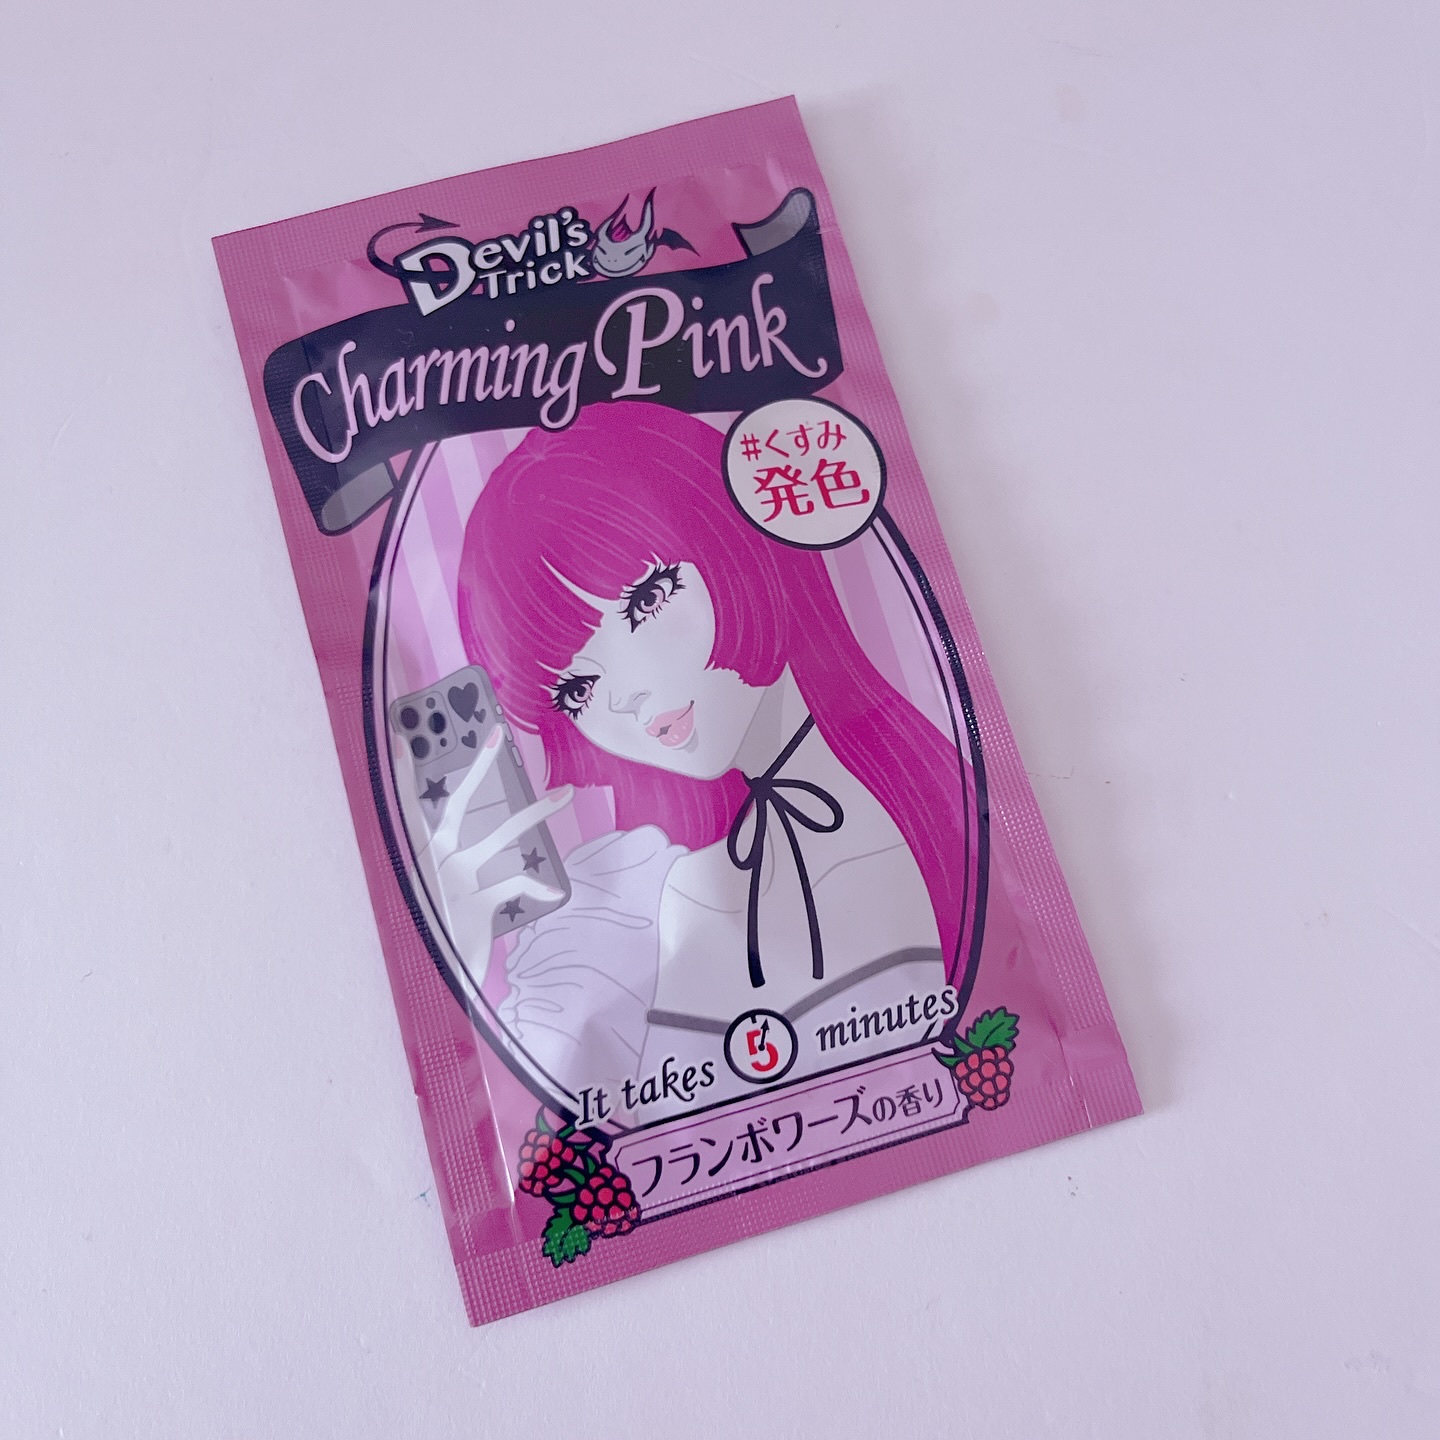 Devil's
Trick
Charming Pink
#くすみ
発色
It takes 5 minutes
フランボワーズの香り